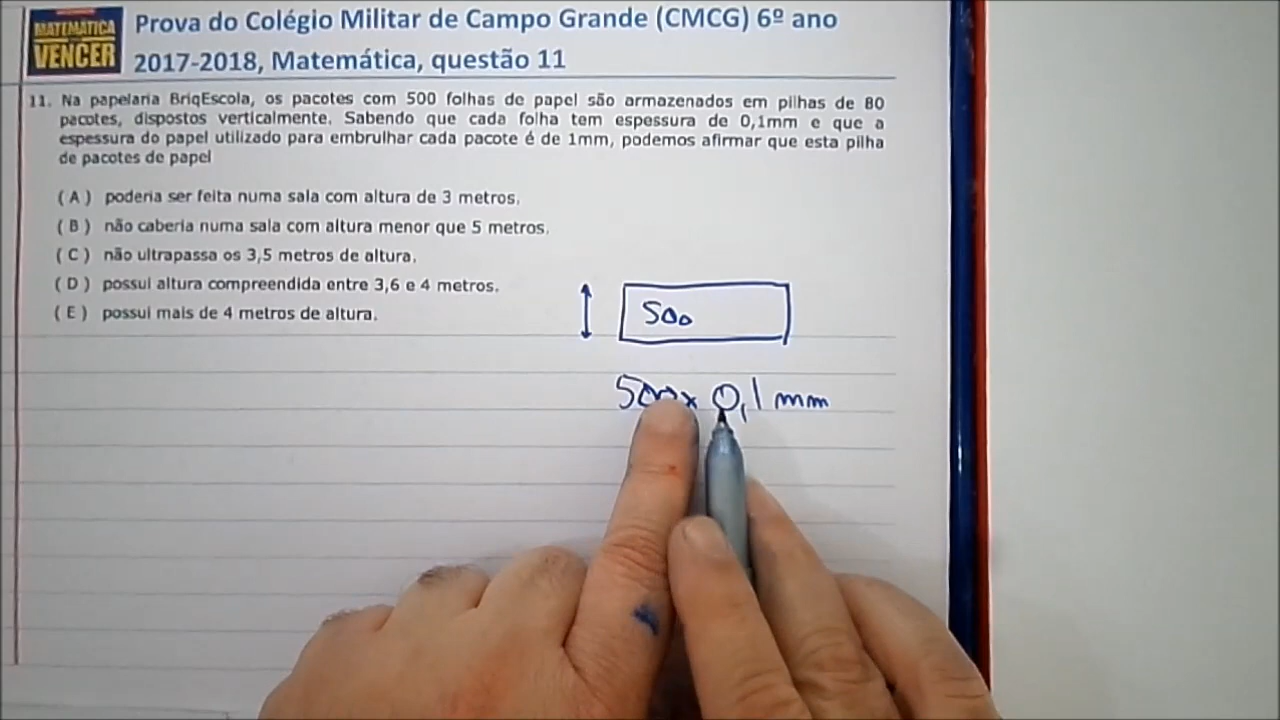 MATEMÁTICA
VENCER
Prova do Colégio Militar de Campo Grande (CMCG) 6º ano
2017-2018, Matemática, questão 11
11. Na papelaria BriqEscola, os pacotes com 500 folhas de papel são armazenados em pilhas de 80
pacotes, dispostos verticalmente. Sabendo que cada folha tem espessura de 0,1mm e que a
espessura do papel utilizado para embrulhar cada pacote é de 1mm, podemos afirmar que esta pilha
de pacotes de papel
( A ) poderia ser feita numa sala com altura de 3 metros.
( B ) não caberia numa sala com altura menor que 5 metros.
( C ) não ultrapassa os 3,5 metros de altura.
( D ) possui altura compreendida entre 3,6 e 4 metros.
( E ) possui mais de 4 metros de altura.
500
500 x 0,1 mm